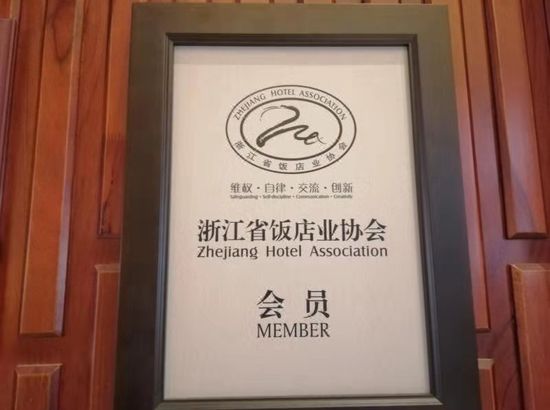 ZHEJIANG HOTEL ASSOCIATION
浙江省饭店业协会
维权·自律·交流·创新
Safeguarding·Self-discipline·Communication·Creativity
浙江省饭店业协会
Zhejiang Hotel Association
会员
MEMBER